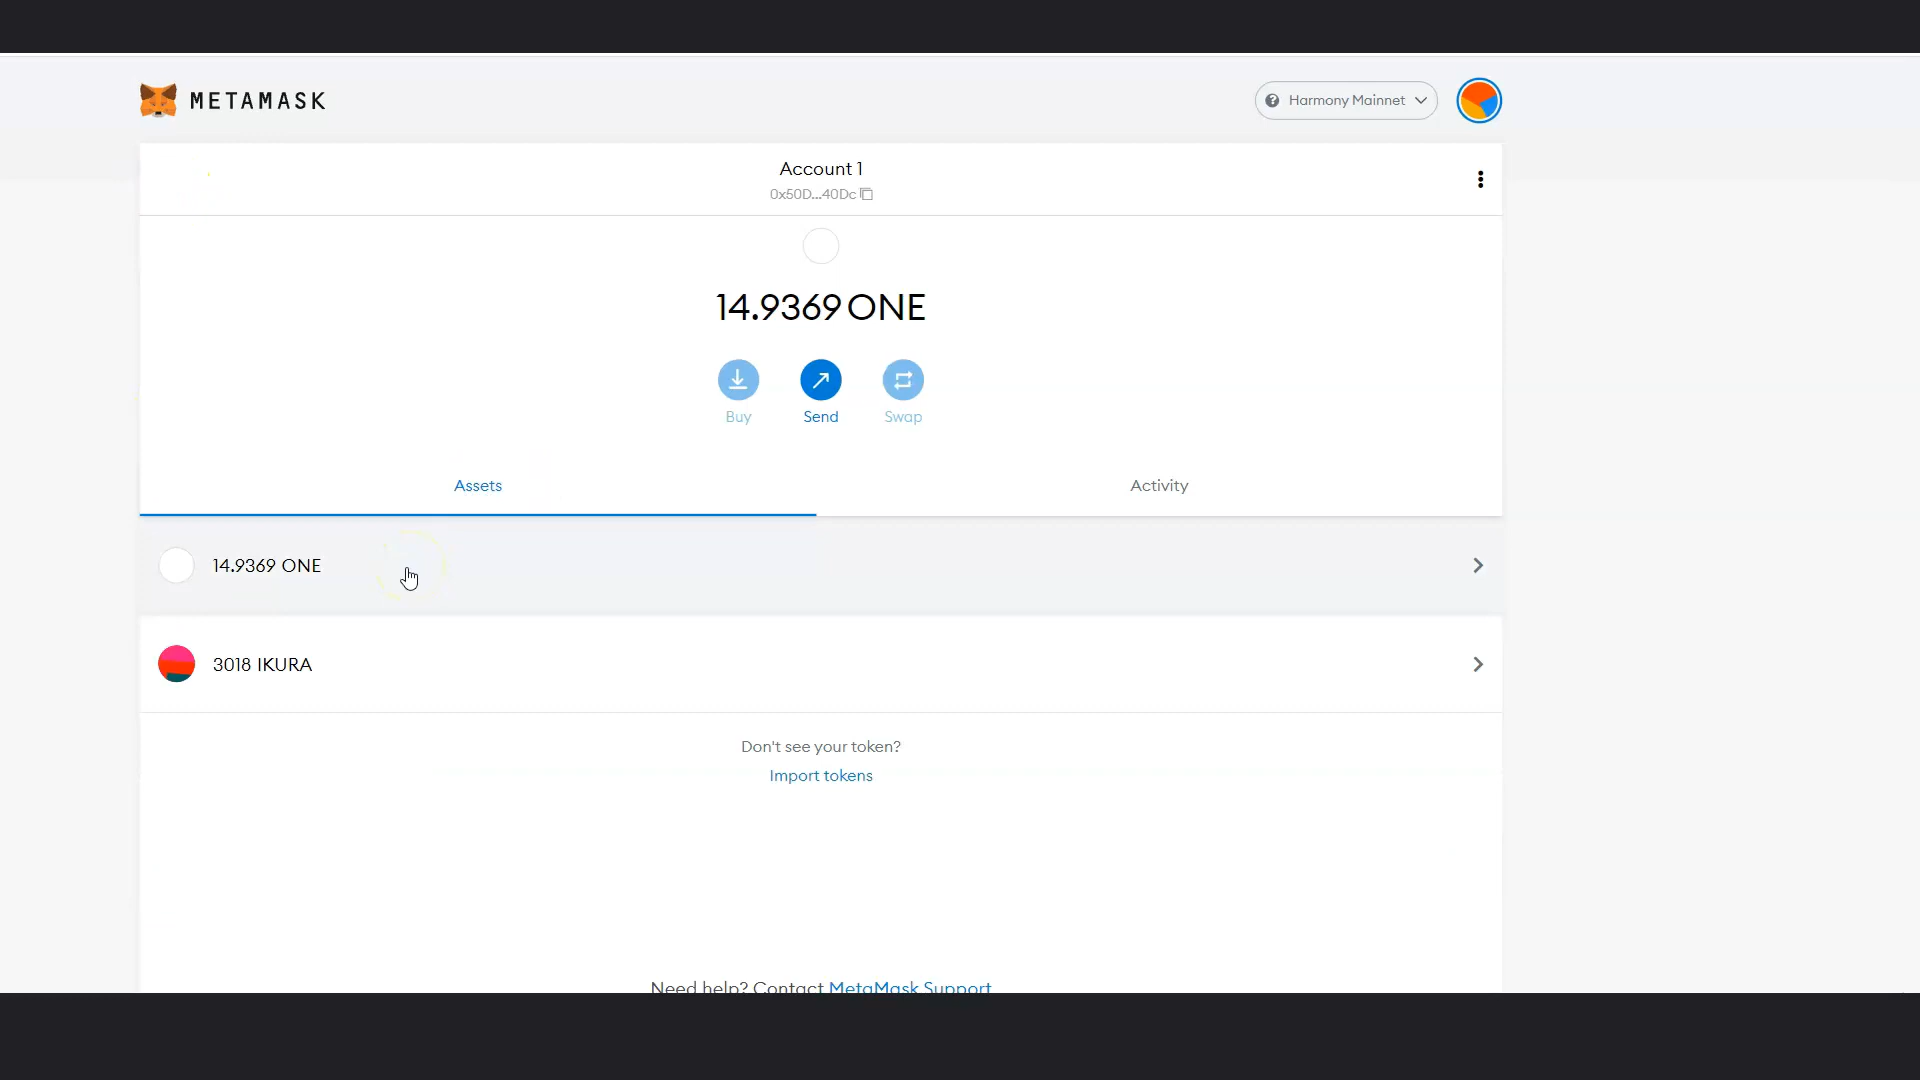 METAMASK
Harmony Mainnet
Account 1
0x50D...40Dc
14.9369 ONE
Buy
Send
Swap
Assets
Activity
14.9369 ONE
3018 IKURA
Don't see your token?
Import tokens
Need help? Contact MetaMask Support